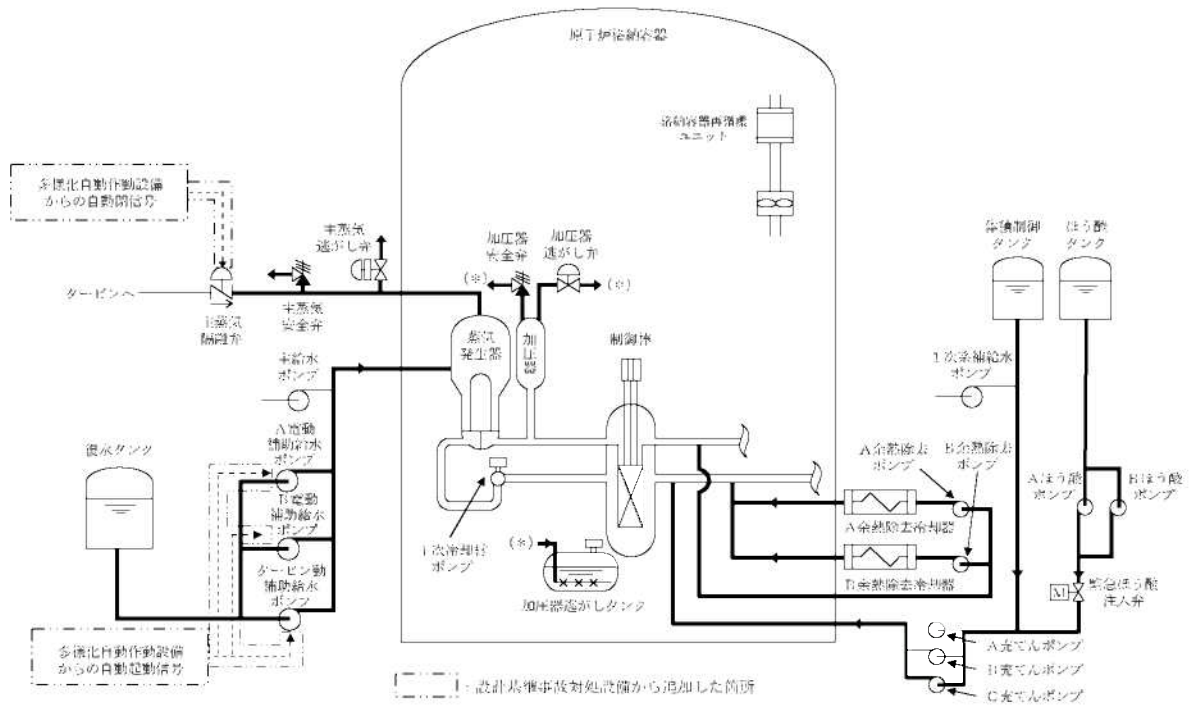 原子炉格納容器
格納容器再循環
ユニット
多様化自動作動設備
からの自動閉信号
主蒸気
逃がし弁
加圧器
安全弁
加圧器
逃がし弁
(*)
(*)
体積制御
タンク
ほう酸
タンク
タービンへ
主蒸気
隔離弁
主蒸気
安全弁
蒸気
発生器
加圧器
制御棒
主給水
ポンプ
1次系補給水
ポンプ
A電動
補助給水
ポンプ
復水タンク
B電動
補助給水
ポンプ
タービン動
補助給水
ポンプ
A余熱除去
ポンプ
B余熱除去
ポンプ
Aほう酸
ポンプ
Bほう酸
ポンプ
A余熱除去冷却器
B余熱除去冷却器
1次冷却材
ポンプ
(*)
加圧器逃がしタンク
M
緊急ほう酸
注入弁
多様化自動作動設備
からの自動起動信号
A充てんポンプ
B充てんポンプ
C充てんポンプ
:設計基準事故対処設備から追加した箇所